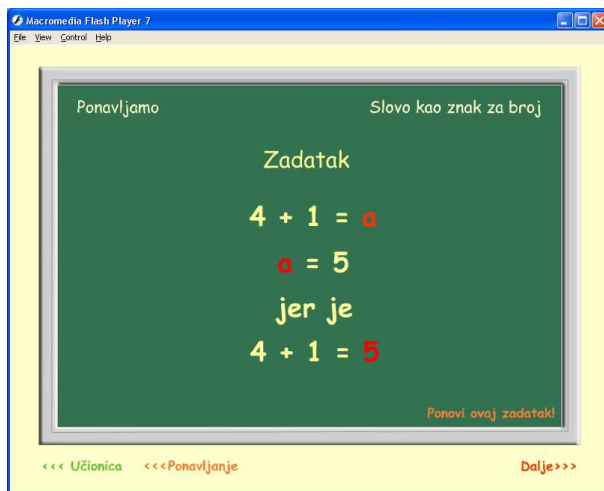 Macromedia Flash Player 7
File View Control Help
Ponavljamo Slovo kao znak za broj
Zadatak
4 + 1 = a
a = 5
jer je
4 + 1 = 5
Ponovi ovaj zadatak!
<<< Učionica <<<Ponavljanje Dalje>>>